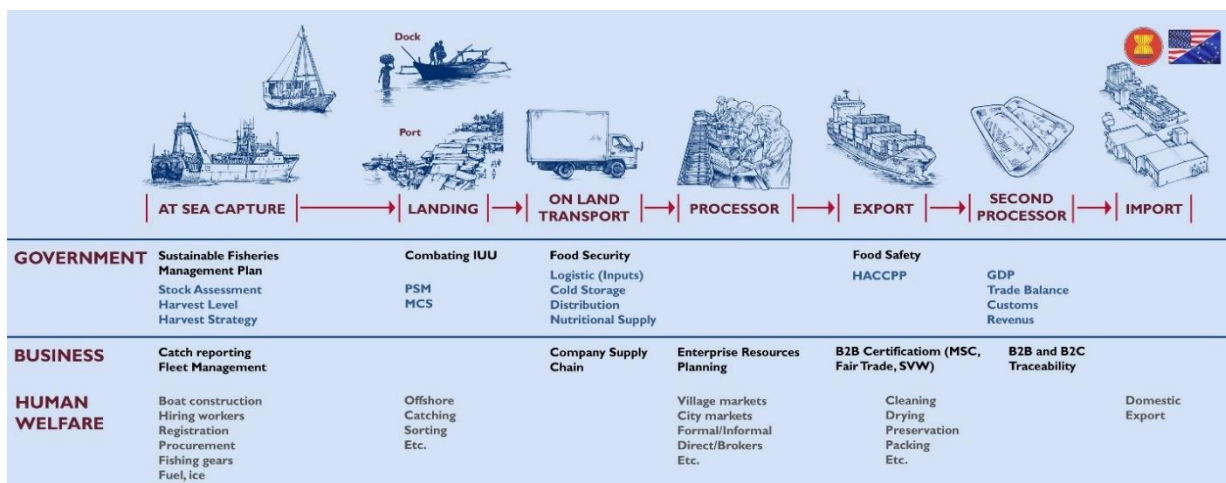 Dock
Port
AT SEA CAPTURE
LANDING
ON LAND
TRANSPORT
PROCESSOR
EXPORT
SECOND
PROCESSOR
IMPORT
GOVERNMENT
Sustainable Fisheries
Management Plan
Stock Assessment
Harvest Level
Harvest Strategy
Combating IUU
PSM
MCS
Food Security
Logistic (Inputs)
Cold Storage
Distribution
Nutritional Supply
Food Safety
HACCPP
GDP
Trade Balance
Customs
Revenus
BUSINESS
Catch reporting
Fleet Management
Company Supply
Chain
Enterprise Resources
Planning
B2B Certificatiom (MSC,
Fair Trade, SVW)
B2B and B2C
Traceability
HUMAN
WELFARE
Boat construction
Hiring workers
Registration
Procurement
Fishing gears
Fuel, ice
Offshore
Catching
Sorting
Etc.
Village markets
City markets
Formal/Informal
Direct/Brokers
Etc.
Cleaning
Drying
Preservation
Packing
Etc.
Domestic
Export